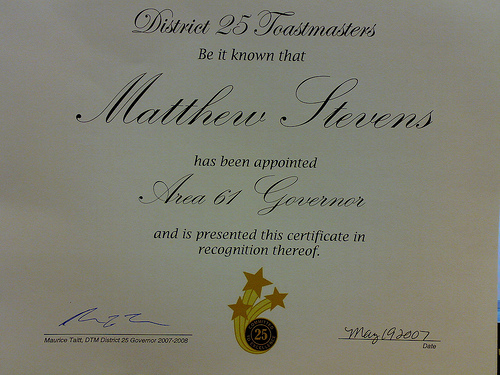 District 25 Toastmasters
Be it known that
Matthew Stevens
has been appointed
Area 61 Governor
and is presented this certificate in
recognition thereof.
25
May 19 2007
Maurice Taitt, DTM District 25 Governor 2007-2008
Date